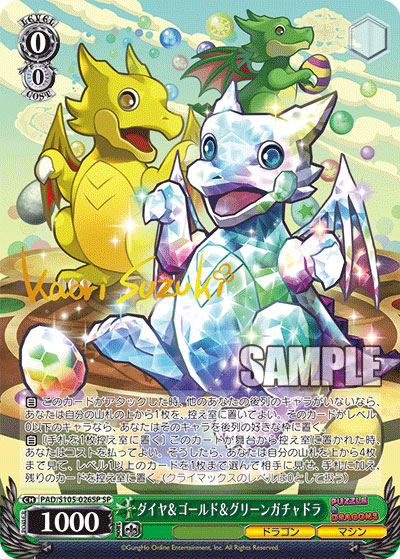 LEVEL
0
0
COST
Kaori Suzuki
SAMPLE
自 このカードがアタックした時、他のあなたの後列のキャラがいないなら、
あなたは自分の山札の上から1枚を、控え室に置いてよい。そのカードがレベル
0以下のキャラなら、あなたはそのキャラを後列の好きな枠に置く。
自 [手札を1枚控え室に置く] このカードが舞台から控え室に置かれた時、あ
なたはコストを払ってよい。そうしたら、あなたは自分の山札を上から4枚
まで見て、レベル1以上のカードを1枚まで選んで相手に見せ、手札に加え、
残りのカードを控え室に置く。(クライマックスのレベルは0として扱う)
CH PAD/S105-026SP SP
1000
ダイヤ&ゴールド&グリーンガチャドラ
PUZZLE & DRAGONS
ドラゴン
マシン
©GungHo Online Entertainment, Inc.